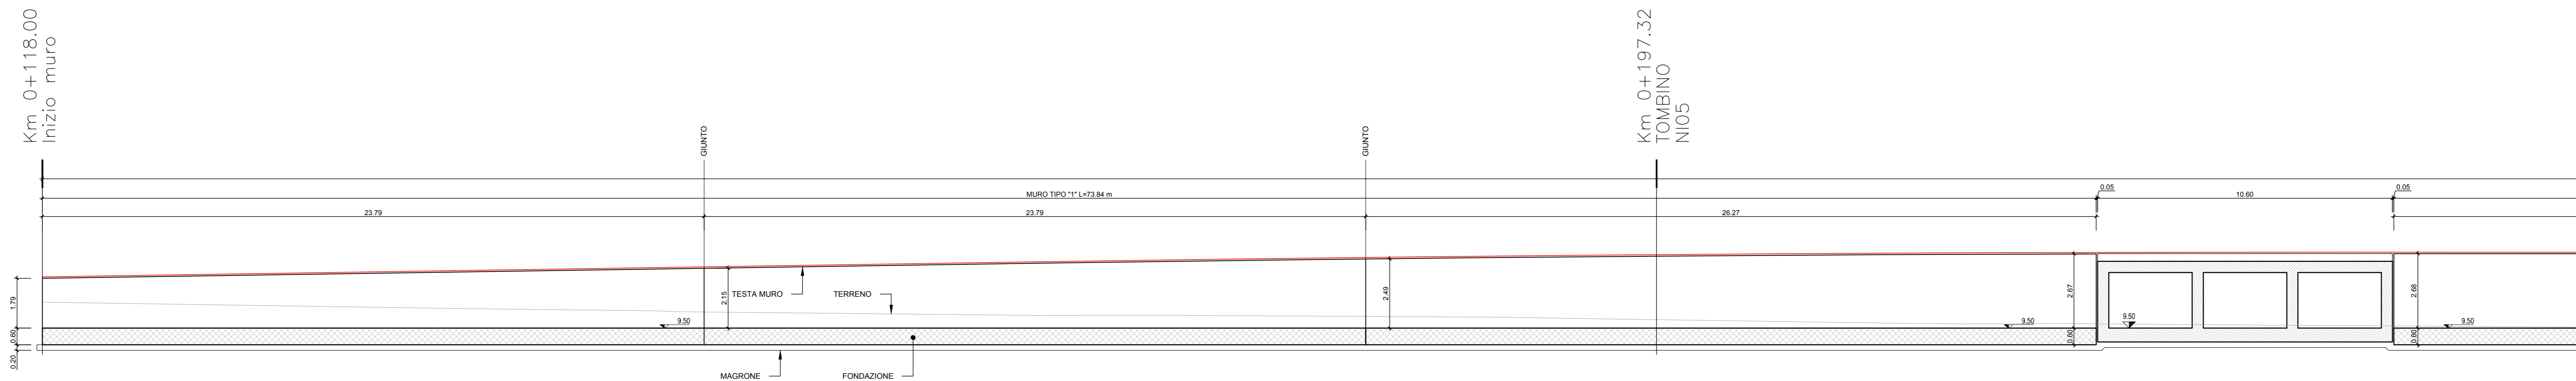 Km 0+118.00
Inizio muro
Km 0+197.32
TOMBINO
NI05
GIUNTO
GIUNTO
0.05
10.60
0.05
MURO TIPO "1" L=73.84 m
23.79
23.79
26.27
1.79
0.60
0.20
2.15
TESTA MURO
TERRENO
2.49
2.67
2.68
9.50
9.50
9.50
9.50
0.60
0.60
MAGRONE
FONDAZIONE